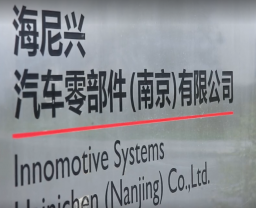 海尼兴
汽车零部件(南京)有限公司
Innomotive Systems
Hainichen (Nanjing) Co.,Ltd.